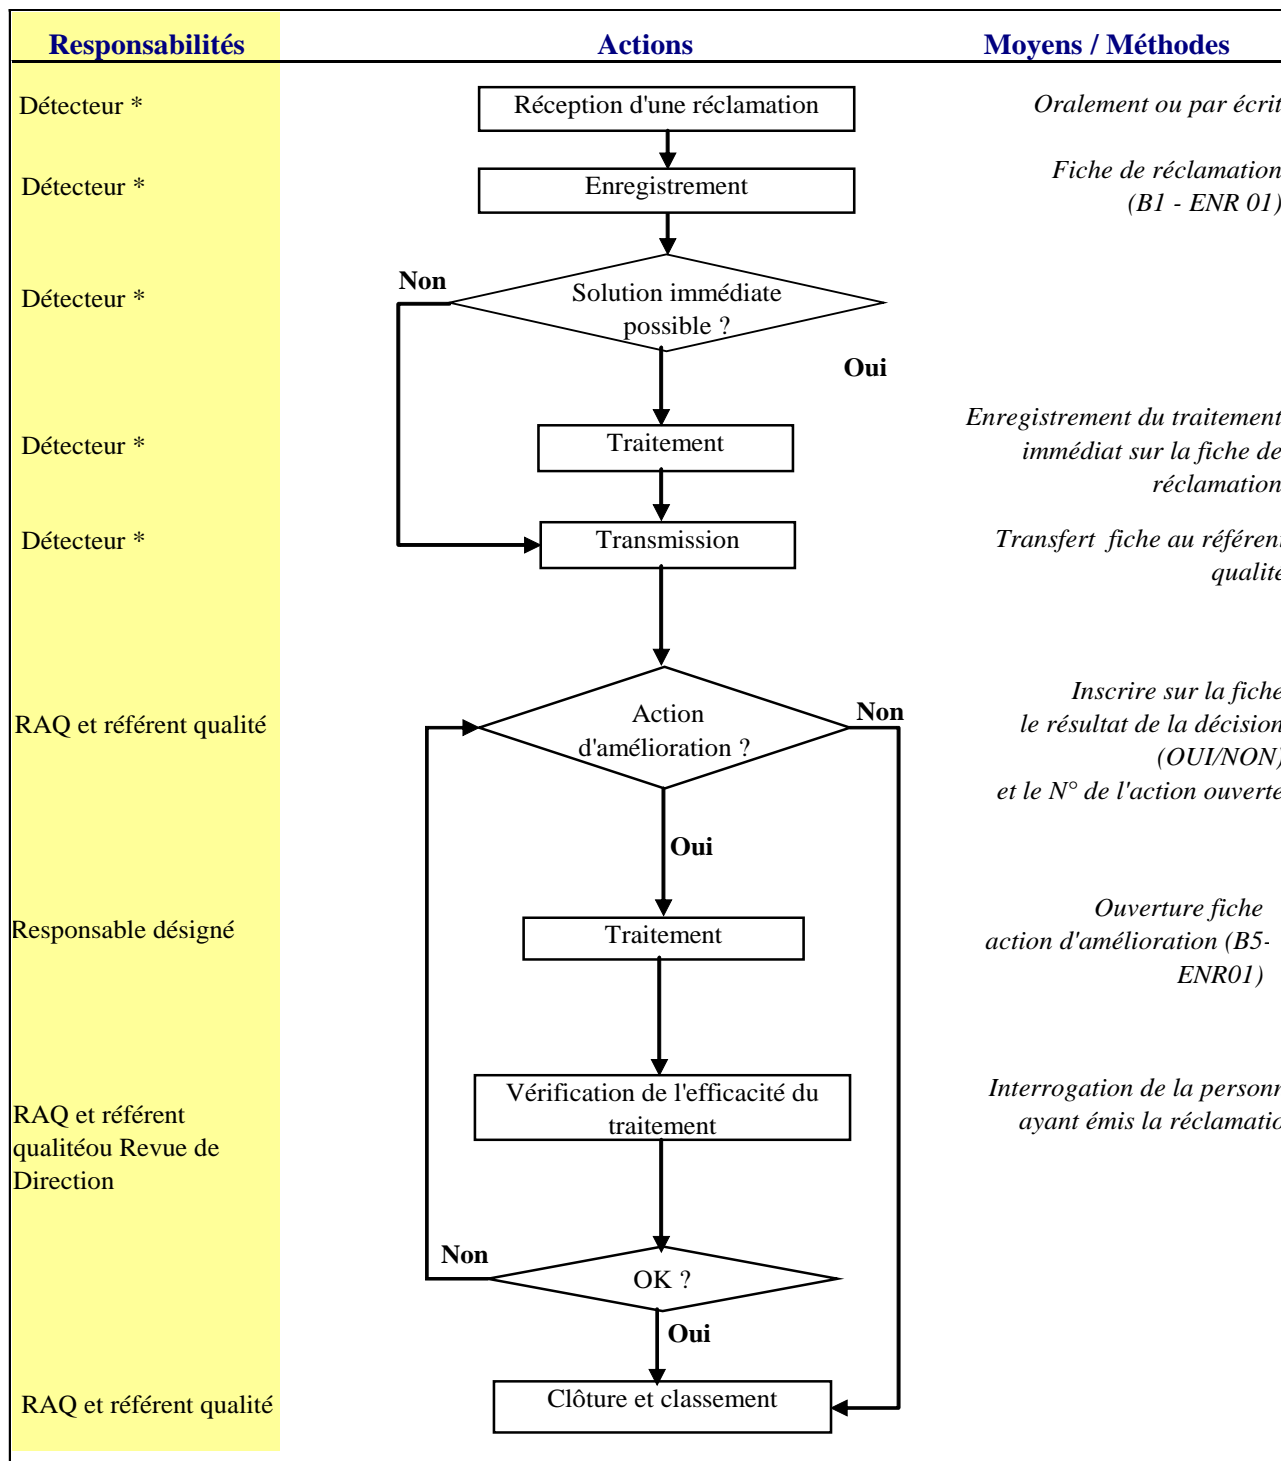 Responsabilités Actions Moyens / Méthodes
Détecteur * Réception d'une réclamation Oralement ou par écrit
Détecteur * Enregistrement Fiche de réclamation
(B1 - ENR 01)
Non
Détecteur * Solution immédiate
possible ?
Oui
Détecteur * Traitement Enregistrement du traitement
immédiat sur la fiche de
réclamation
Détecteur * Transmission Transfert fiche au référent
qualité
RAQ et référent qualité Action
d'amélioration ?
Non
Inscrire sur la fiche
le résultat de la décision
(OUI/NON)
et le N° de l'action ouverte
Oui
Responsable désigné Traitement Ouverture fiche
action d'amélioration (B5-
ENR01)
RAQ et référent
qualitéou Revue de
Direction
Vérification de l'efficacité du
traitement
Interrogation de la personn
ayant émis la réclamatio
Non
OK ?
Oui
RAQ et référent qualité Clôture et classement